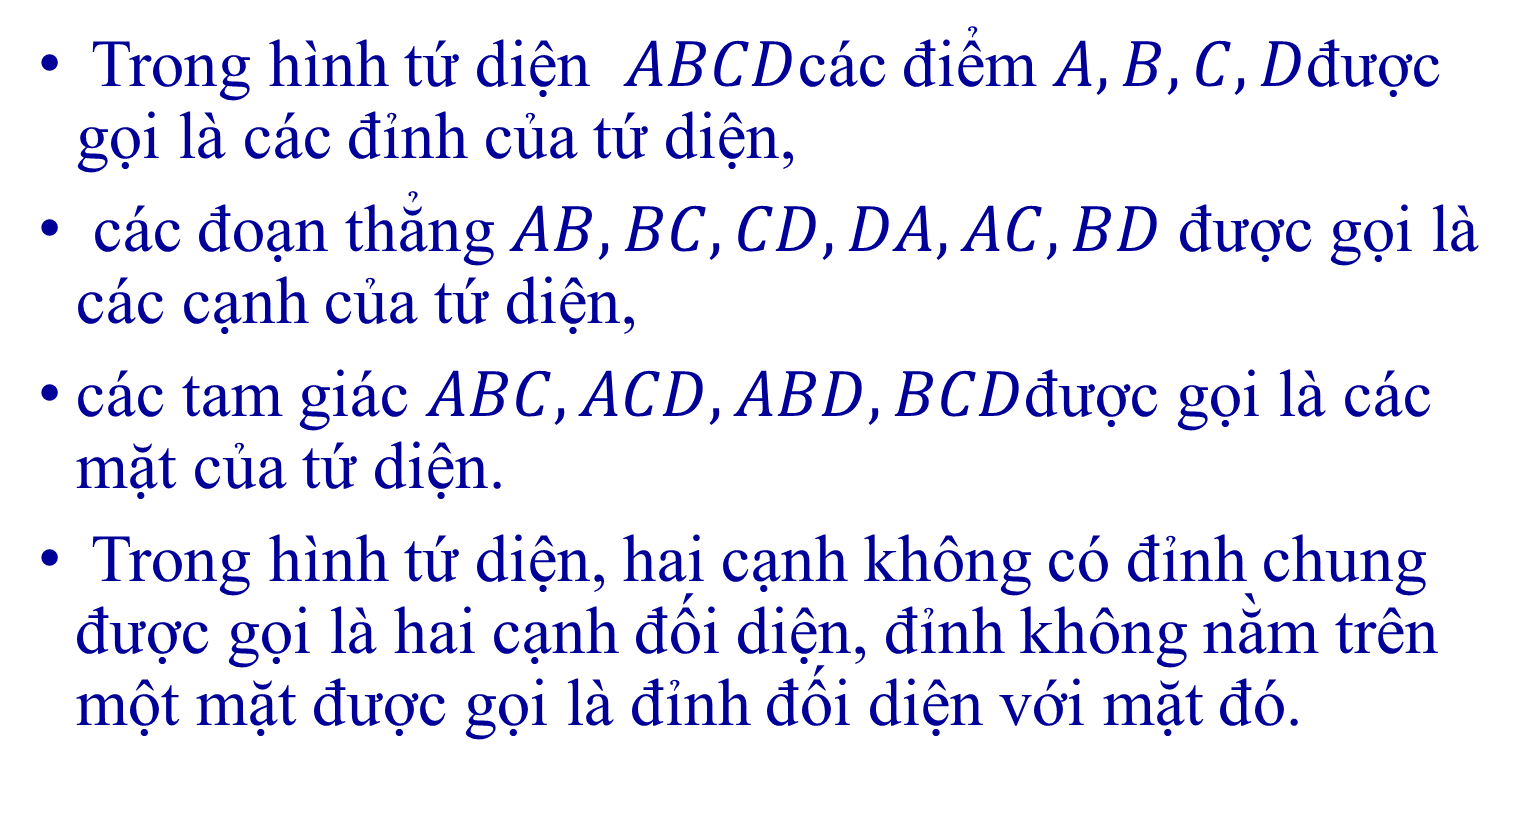 • Trong hình tứ diện ABCDcác điểm A, B, C, Dđược
gọi là các đỉnh của tứ diện,
• các đoạn thẳng AB, BC, CD, DA, AC, BD được gọi là
các cạnh của tứ diện,
• các tam giác ABC, ACD, ABD, BCDđược gọi là các
mặt của tứ diện.
• Trong hình tứ diện, hai cạnh không có đỉnh chung
được gọi là hai cạnh đối diện, đỉnh không nằm trên
một mặt được gọi là đỉnh đối diện với mặt đó.